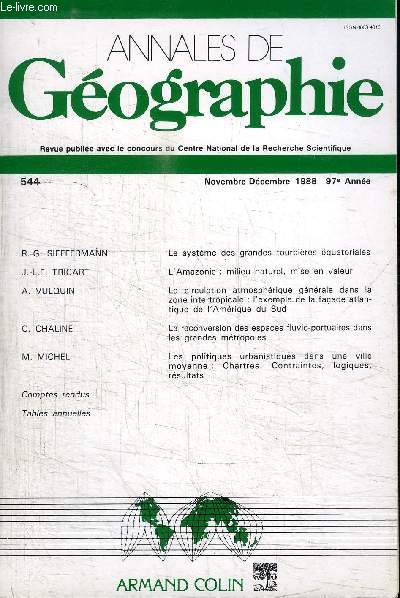 Le-livre.com
ANNALES DE
Géographie
Revue publiée avec le concours du Centre National de la Recherche Scientifique
544 Novembre-Décembre 1988 97e Année
R.-G. SIEFFERMANN Le système des grandes tourbières équatoriales
J.-L.F. TRICART L'Amazonie : milieu naturel, mise en valeur
A. VULQUIN La circulation atmosphérique générale dans la
zone intertropicale : l'exemple de la façade atlan-
tique de l'Amérique du Sud
C. CHALINE La reconversion des espaces fluvio-portuaires dans
les grandes métropoles
M. MICHEL Les politiques urbanistiques dans une ville
moyenne : Chartres. Contraintes, logiques,
résultats
Comptes rendus
Tables annuelles
ARMAND COLIN